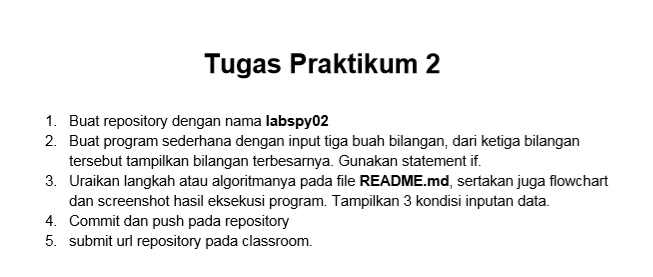 Tugas Praktikum 2
1. Buat repository dengan nama labspy02
2. Buat program sederhana dengan input tiga buah bilangan, dari ketiga bilangan
tersebut tampilkan bilangan terbesarnya. Gunakan statement if.
3. Uraikan langkah atau algoritmanya pada file README.md, sertakan juga flowchart
dan screenshot hasil eksekusi program. Tampilkan 3 kondisi inputan data.
4. Commit dan push pada repository
5. submit url repository pada classroom.